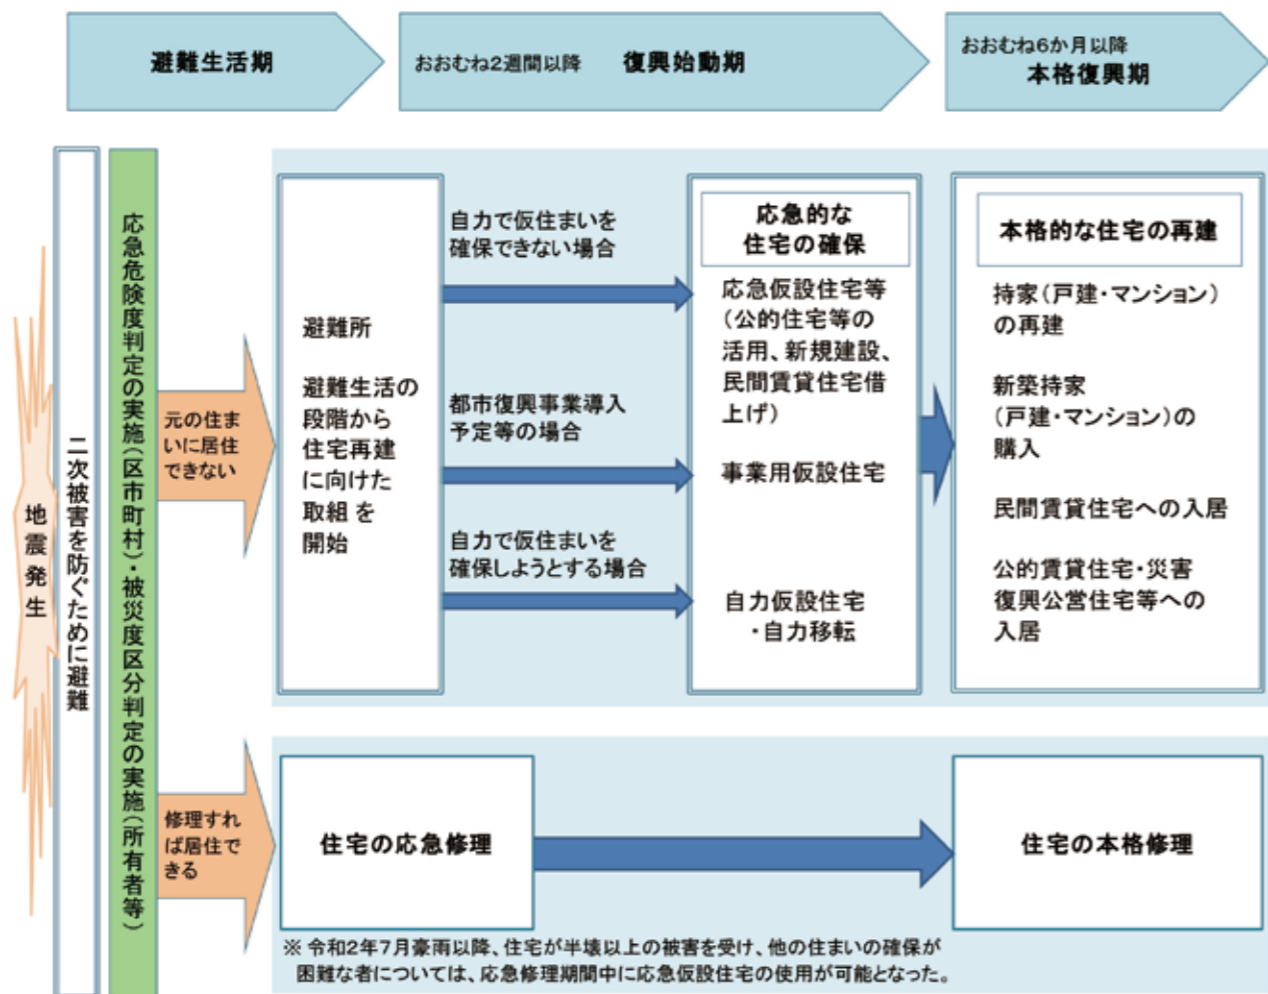 避難生活期
おおむね2週間以降 復興始動期
おおむね6か月以降
本格復興期
地震発生
二次被害を防ぐために避難
応急危険度判定の実施(区市町村)・被災度区分判定の実施(所有者等)
元の住ま
いに居住
できない
避難所
避難生活の
段階から
住宅再建
に向けた
取組 を
開始
自力で仮住まいを
確保できない場合
都市復興事業導入
予定等の場合
自力で仮住まいを
確保しようとする場合
応急的な
住宅の確保
応急仮設住宅等
(公的住宅等の
活用、新規建設、
民間賃貸住宅借
上げ)
事業用仮設住宅
自力仮設住宅
・自力移転
本格的な住宅の再建
持家(戸建・マンション)
の再建
新築持家
(戸建・マンション)の
購入
民間賃貸住宅への入居
公的賃貸住宅・災害
復興公営住宅等への
入居
修理すれ
ば居住で
きる
住宅の応急修理
住宅の本格修理
※ 令和2年7月豪雨以降、住宅が半壊以上の被害を受け、他の住まいの確保が
困難な者については、応急修理期間中に応急仮設住宅の使用が可能となった。